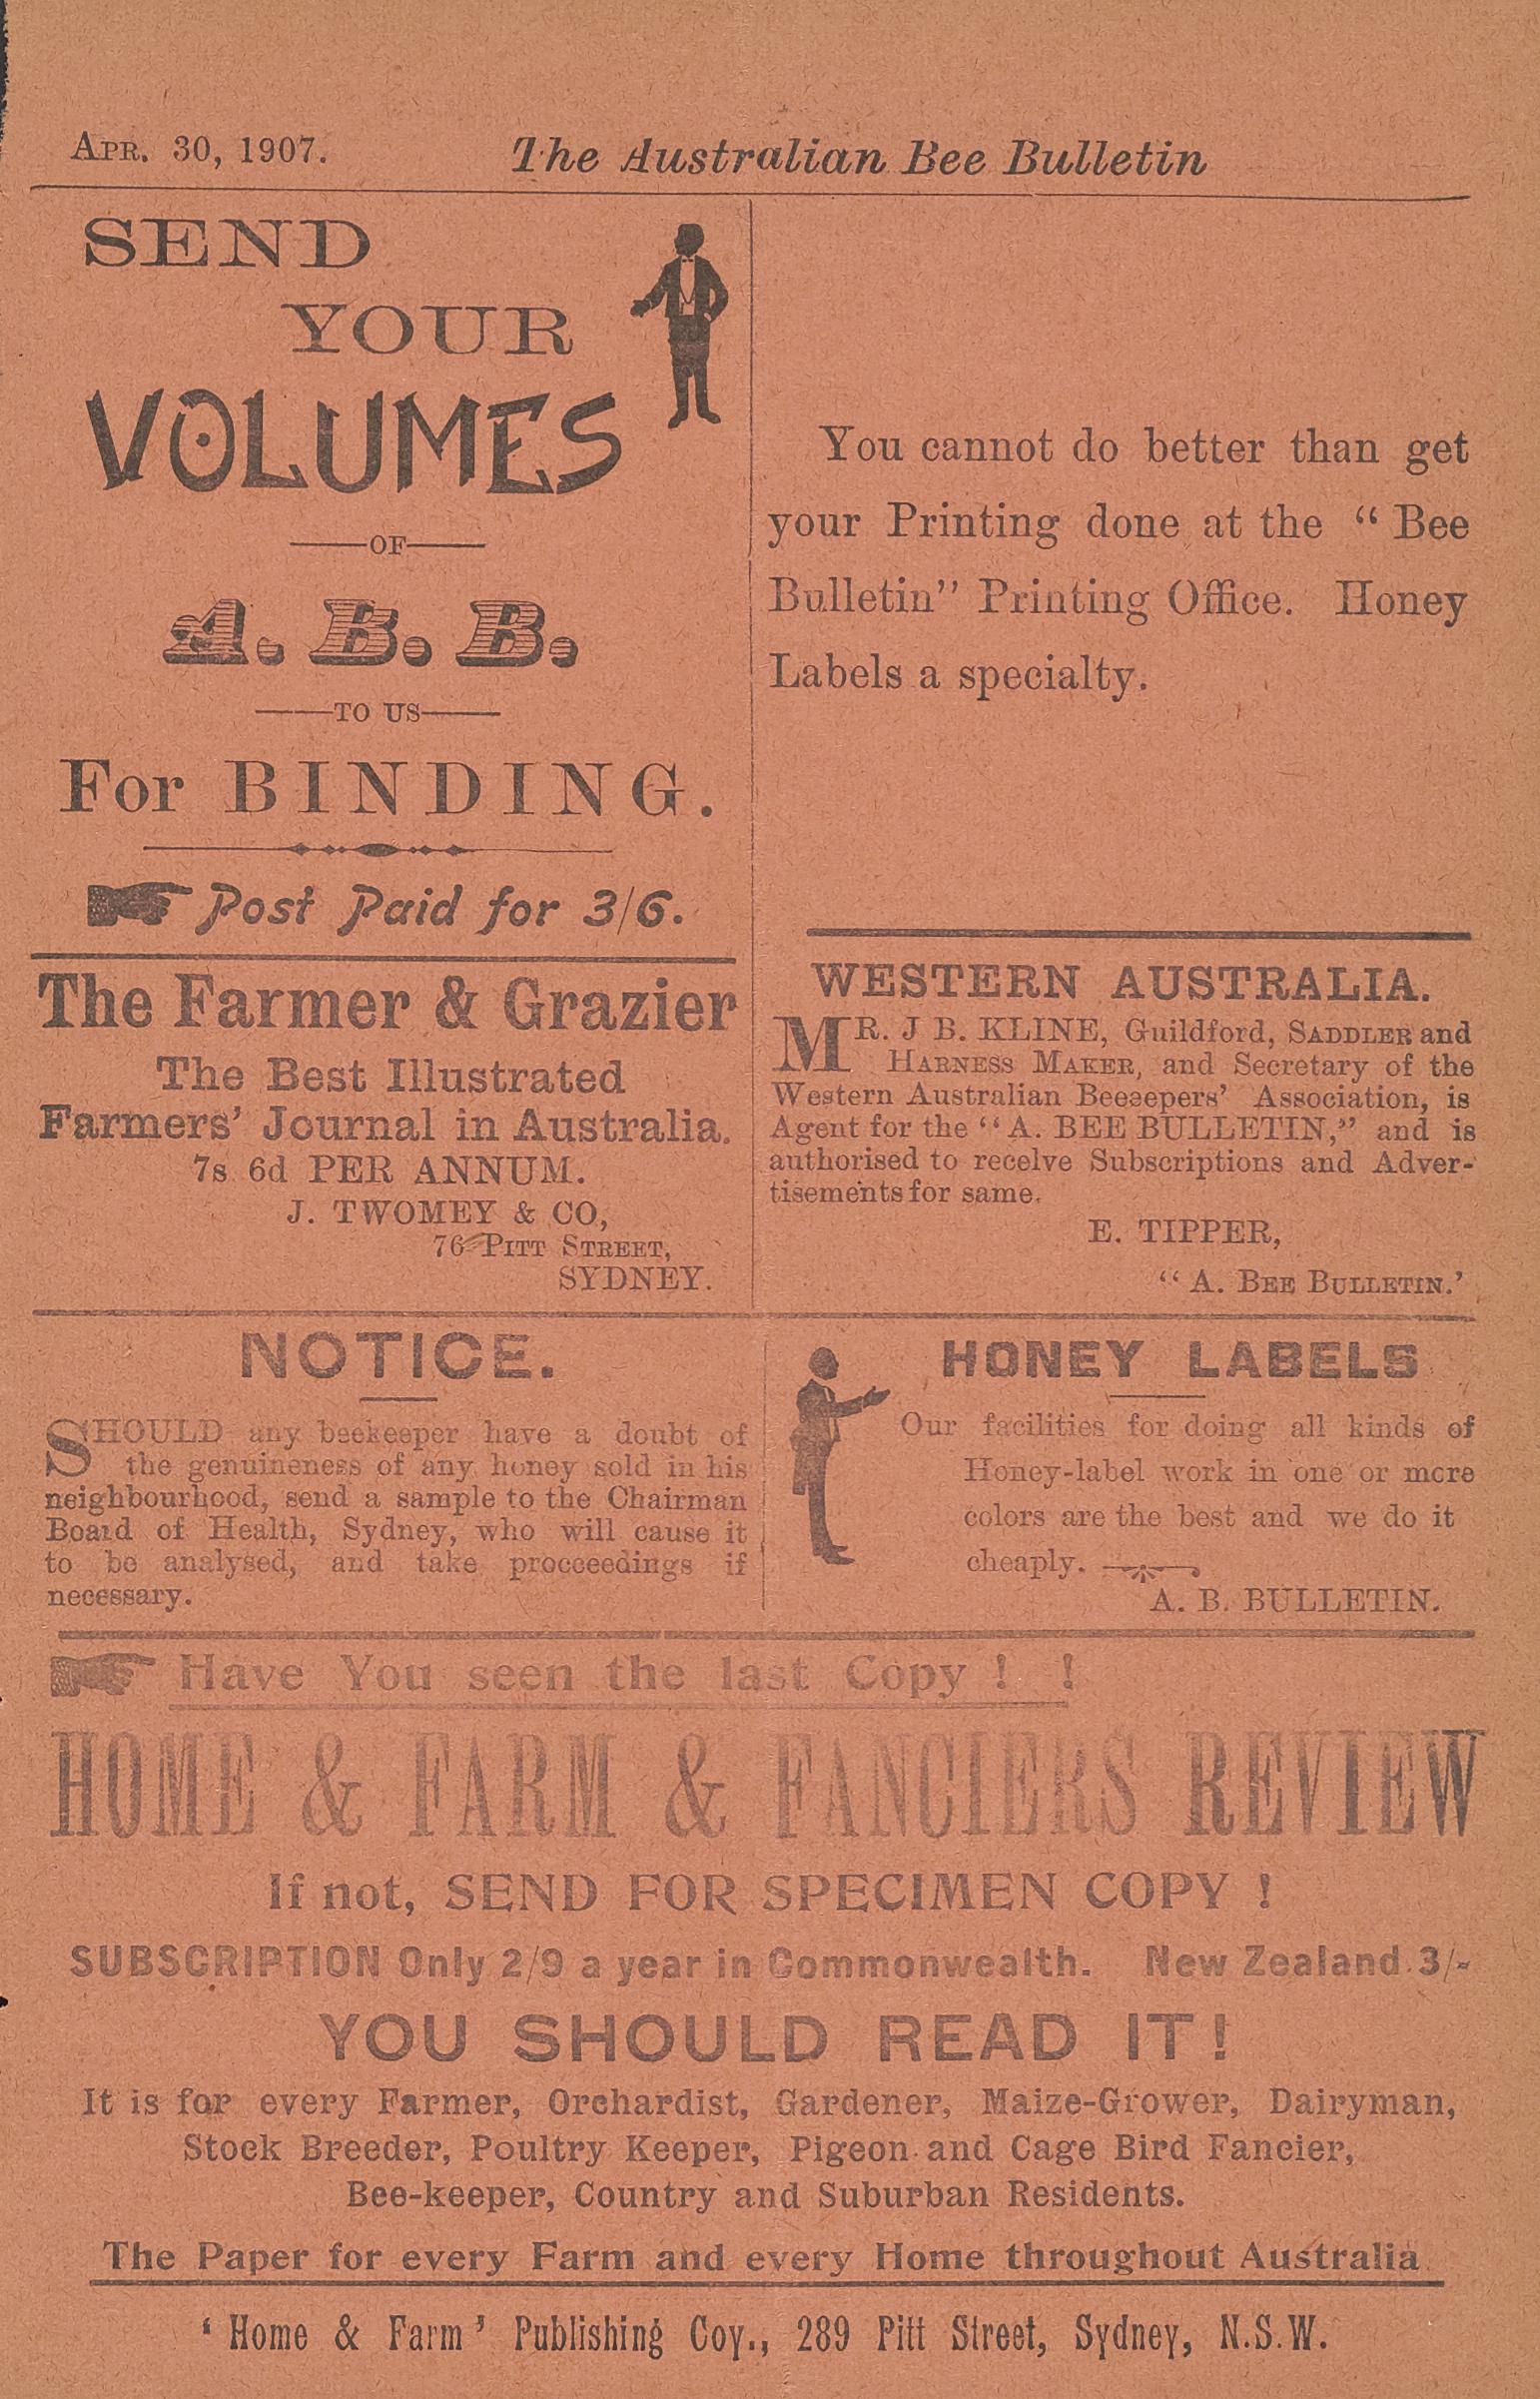 APR. 30, 1907.
The Australian Bee Bulletin
SEND
YOUR
VOLUMES
OF
A. B. B.
TO US
For BINDING.
Post Paid for 3/6.
You cannot do better than get
your Printing done at the “ Bee
Bulletin” Printing Office. Honey
Labels a specialty.
The Farmer & Grazier
The Best Illustrated
Farmers’ Journal in Australia.
7s 6d PER ANNUM.
J. TWOMEY & CO,
76 PITT STREET,
SYDNEY.
WESTERN AUSTRALIA.
MR. J B. KLINE, Guildford, SADDLER and
HARNESS MAKER, and Secretary of the
Western Australian Beeeepers’ Association, is
Agent for the “ A. BEE BULLETIN,” and is
authorised to receive Subscriptions and Adver-
tisements for same.
E. TIPPER,
“ A. BEE BULLETIN.’
NOTICE.
SHOULD any beekeeper have a doubt of
the genuineness of any honey sold in his
neighbourhood, send a sample to the Chairman
Board of Health, Sydney, who will cause it
to be analysed, and take procceedings if
necessary.
HONEY LABELS
Our facilities for doing all kinds of
Honey-label work in one or more
colors are the best and we do it
cheaply.
A. B. BULLETIN.
Have You seen the last Copy ! !
HOME & FARM & FANCIERS REVIEW
If not, SEND FOR SPECIMEN COPY !
SUBSCRIPTION Only 2/9 a year in Commonwealth. New Zealand 3/-
YOU SHOULD READ IT!
It is for every Farmer, Orchardist, Gardener, Maize-Grower, Dairyman,
Stock Breeder, Poultry Keeper, Pigeon and Cage Bird Fancier,
Bee-keeper, Country and Suburban Residents.
The Paper for every Farm and every Home throughout Australia
‘ Home & Farm ’ Publishing Coy., 289 Pitt Street, Sydney, N.S.W.